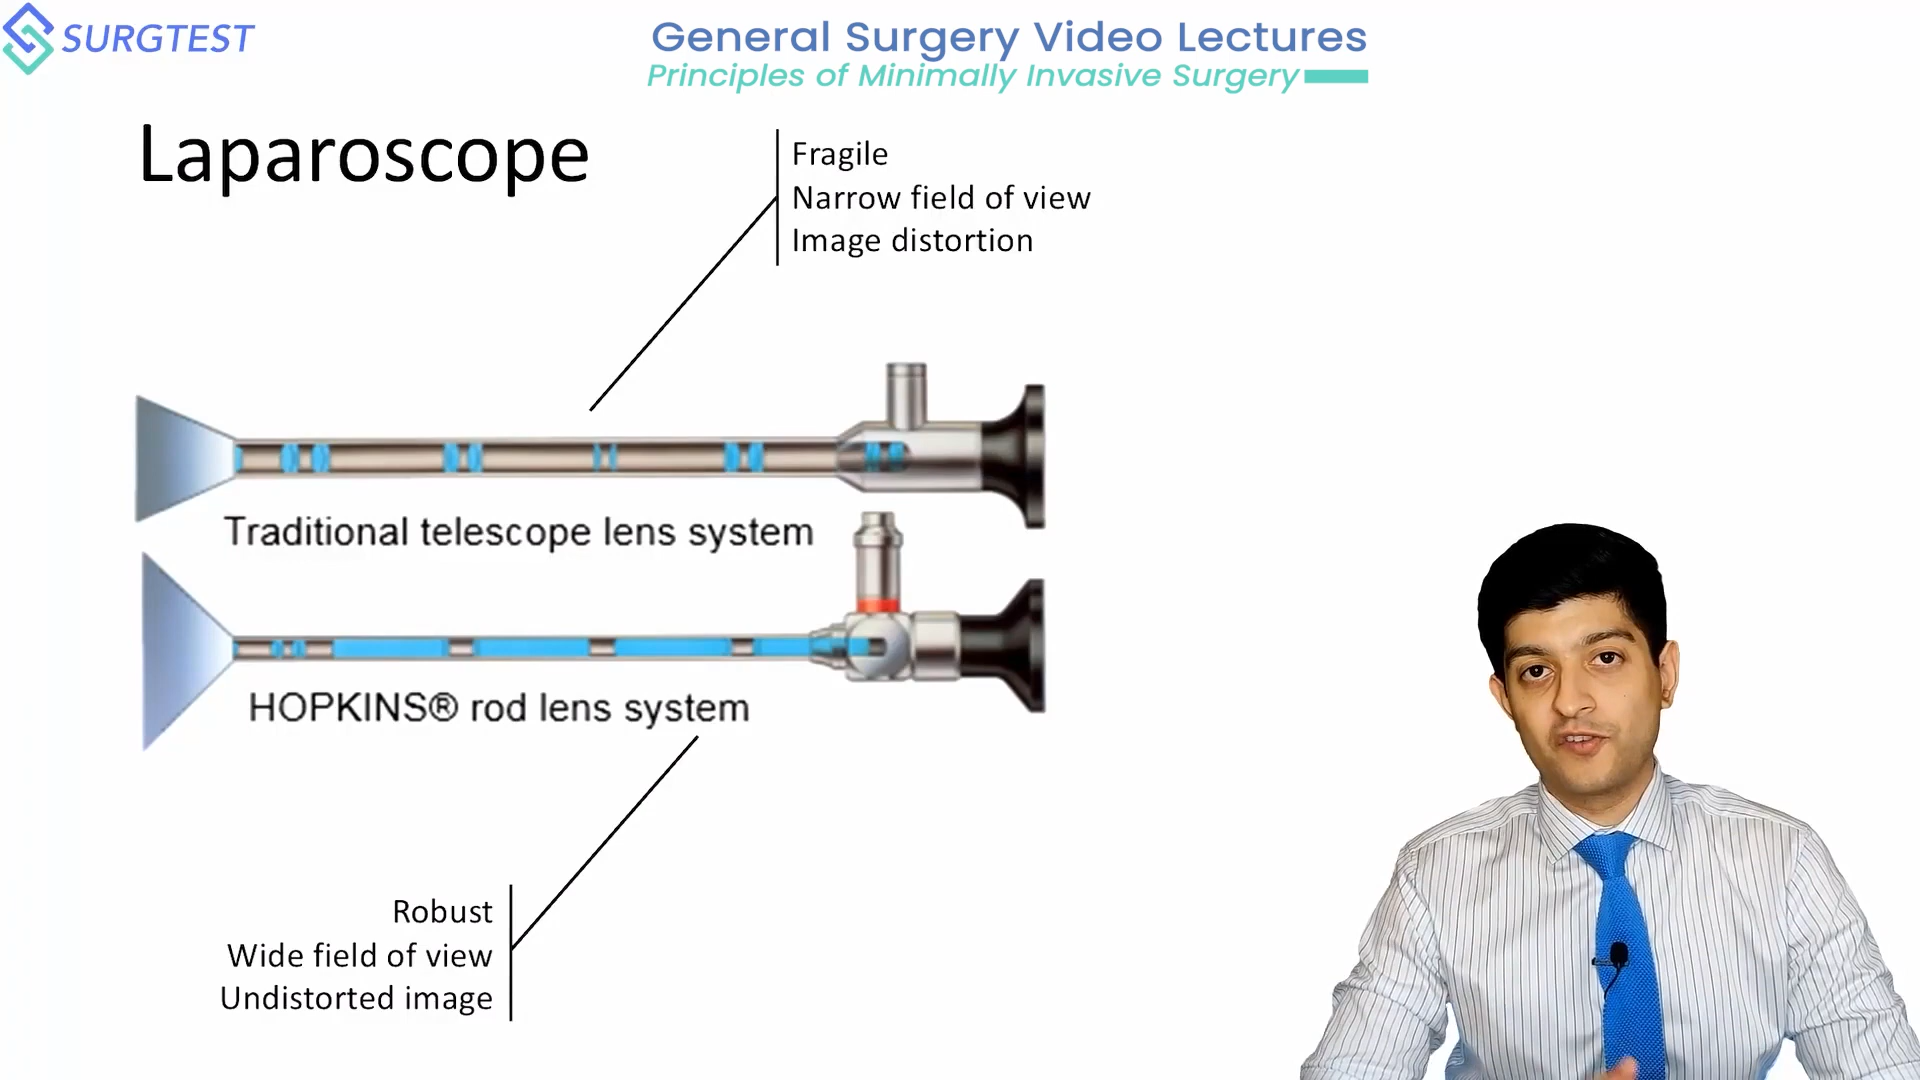 SURGTEST
General Surgery Video Lectures
Principles of Minimally Invasive Surgery
Laparoscope
Fragile
Narrow field of view
Image distortion
Traditional telescope lens system
HOPKINS® rod lens system
Robust
Wide field of view
Undistorted image